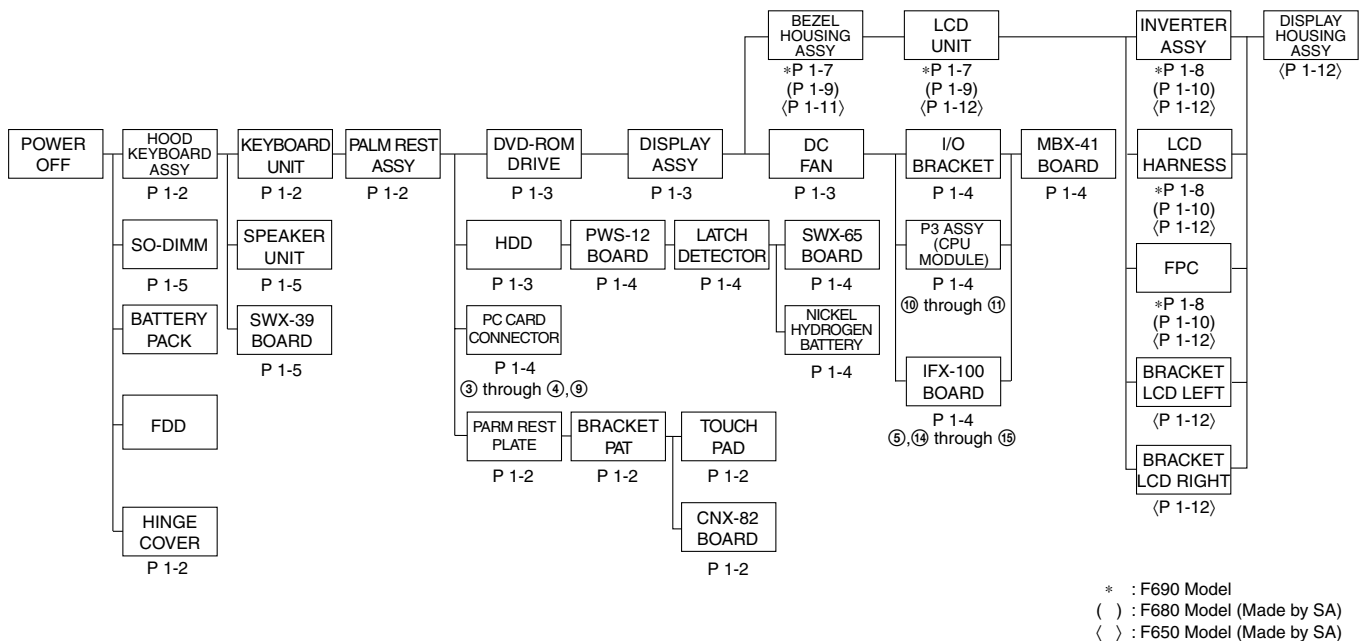 BEZEL
HOUSING
ASSY
*P 1-7
(P 1-9)
⟨P 1-11⟩
LCD
UNIT
*P 1-7
(P 1-9)
⟨P 1-12⟩
INVERTER
ASSY
*P 1-8
(P 1-10)
⟨P 1-12⟩
DISPLAY
HOUSING
ASSY
⟨P 1-12⟩
POWER
OFF
HOOD
KEYBOARD
ASSY
P 1-2
KEYBOARD
UNIT
P 1-2
PALM REST
ASSY
P 1-2
DVD-ROM
DRIVE
P 1-3
DISPLAY
ASSY
P 1-3
DC
FAN
P 1-3
I/O
BRACKET
P 1-4
MBX-41
BOARD
P 1-4
LCD
HARNESS
*P 1-8
(P 1-10)
⟨P 1-12⟩
SO-DIMM
P 1-5
SPEAKER
UNIT
P 1-5
HDD
P 1-3
PWS-12
BOARD
P 1-4
LATCH
DETECTOR
P 1-4
SWX-65
BOARD
P 1-4
P3 ASSY
(CPU
MODULE)
P 1-4
⑩ through ⑪
FPC
*P 1-8
(P 1-10)
⟨P 1-12⟩
BATTERY
PACK
SWX-39
BOARD
P 1-5
PC CARD
CONNECTOR
P 1-4
③ through ④,⑨
NICKEL
HYDROGEN
BATTERY
P 1-4
IFX-100
BOARD
P 1-4
⑤,⑭ through ⑮
BRACKET
LCD LEFT
⟨P 1-12⟩
FDD
PARM REST
PLATE
P 1-2
BRACKET
PAT
P 1-2
TOUCH
PAD
P 1-2
BRACKET
LCD RIGHT
⟨P 1-12⟩
HINGE
COVER
P 1-2
CNX-82
BOARD
P 1-2
* : F690 Model
( ) : F680 Model (Made by SA)
⟨ ⟩ : F650 Model (Made by SA)